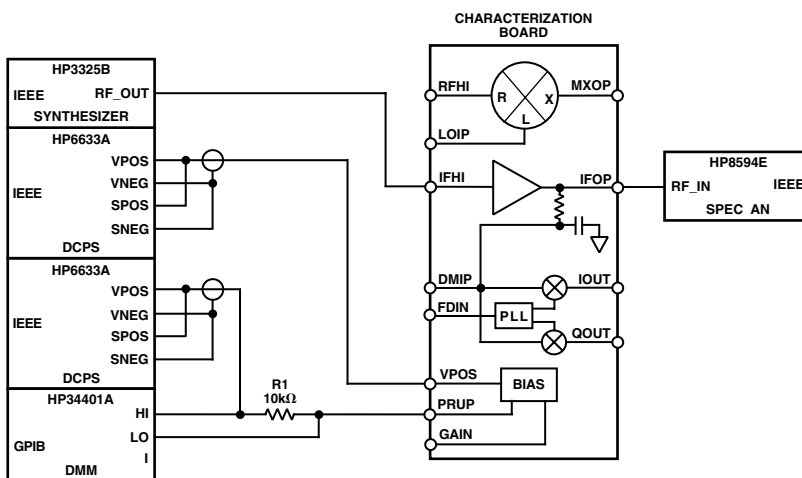 CHARACTERIZATION
BOARD
HP3325B
IEEE RF_OUT
SYNTHESIZER
HP6633A
VPOS
IEEE VNEG
SPOS
SNEG
DCPS
HP6633A
VPOS
VNEG
IEEE
SPOS
SNEG
DCPS
HP34401A
HI
LO
GPIB
I
DMM
R1
10kΩ
RFHI R X MXOP
L
LOIP
IFHI IFOP
DMIP IOUT
FDIN PLL
QOUT
VPOS
BIAS
PRUP
GAIN
HP8594E
RF_IN IEEE
SPEC AN